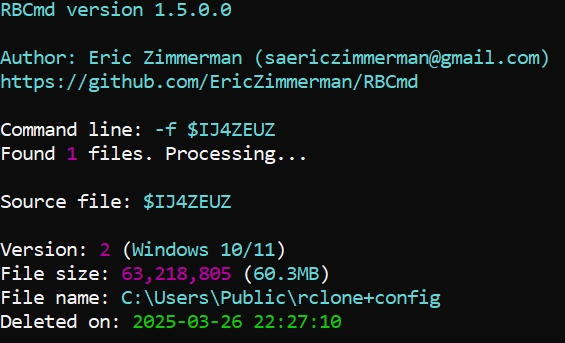 RBCmd version 1.5.0.0
Author: Eric Zimmerman (saericzimmerman@gmail.com)
https://github.com/EricZimmerman/RBCmd
Command line: -f $IJ4ZEUZ
Found 1 files. Processing...
Source file: $IJ4ZEUZ
Version: 2 (Windows 10/11)
File size: 63,218,805 (60.3MB)
File name: C:\Users\Public\rclone+config
Deleted on: 2025-03-26 22:27:10